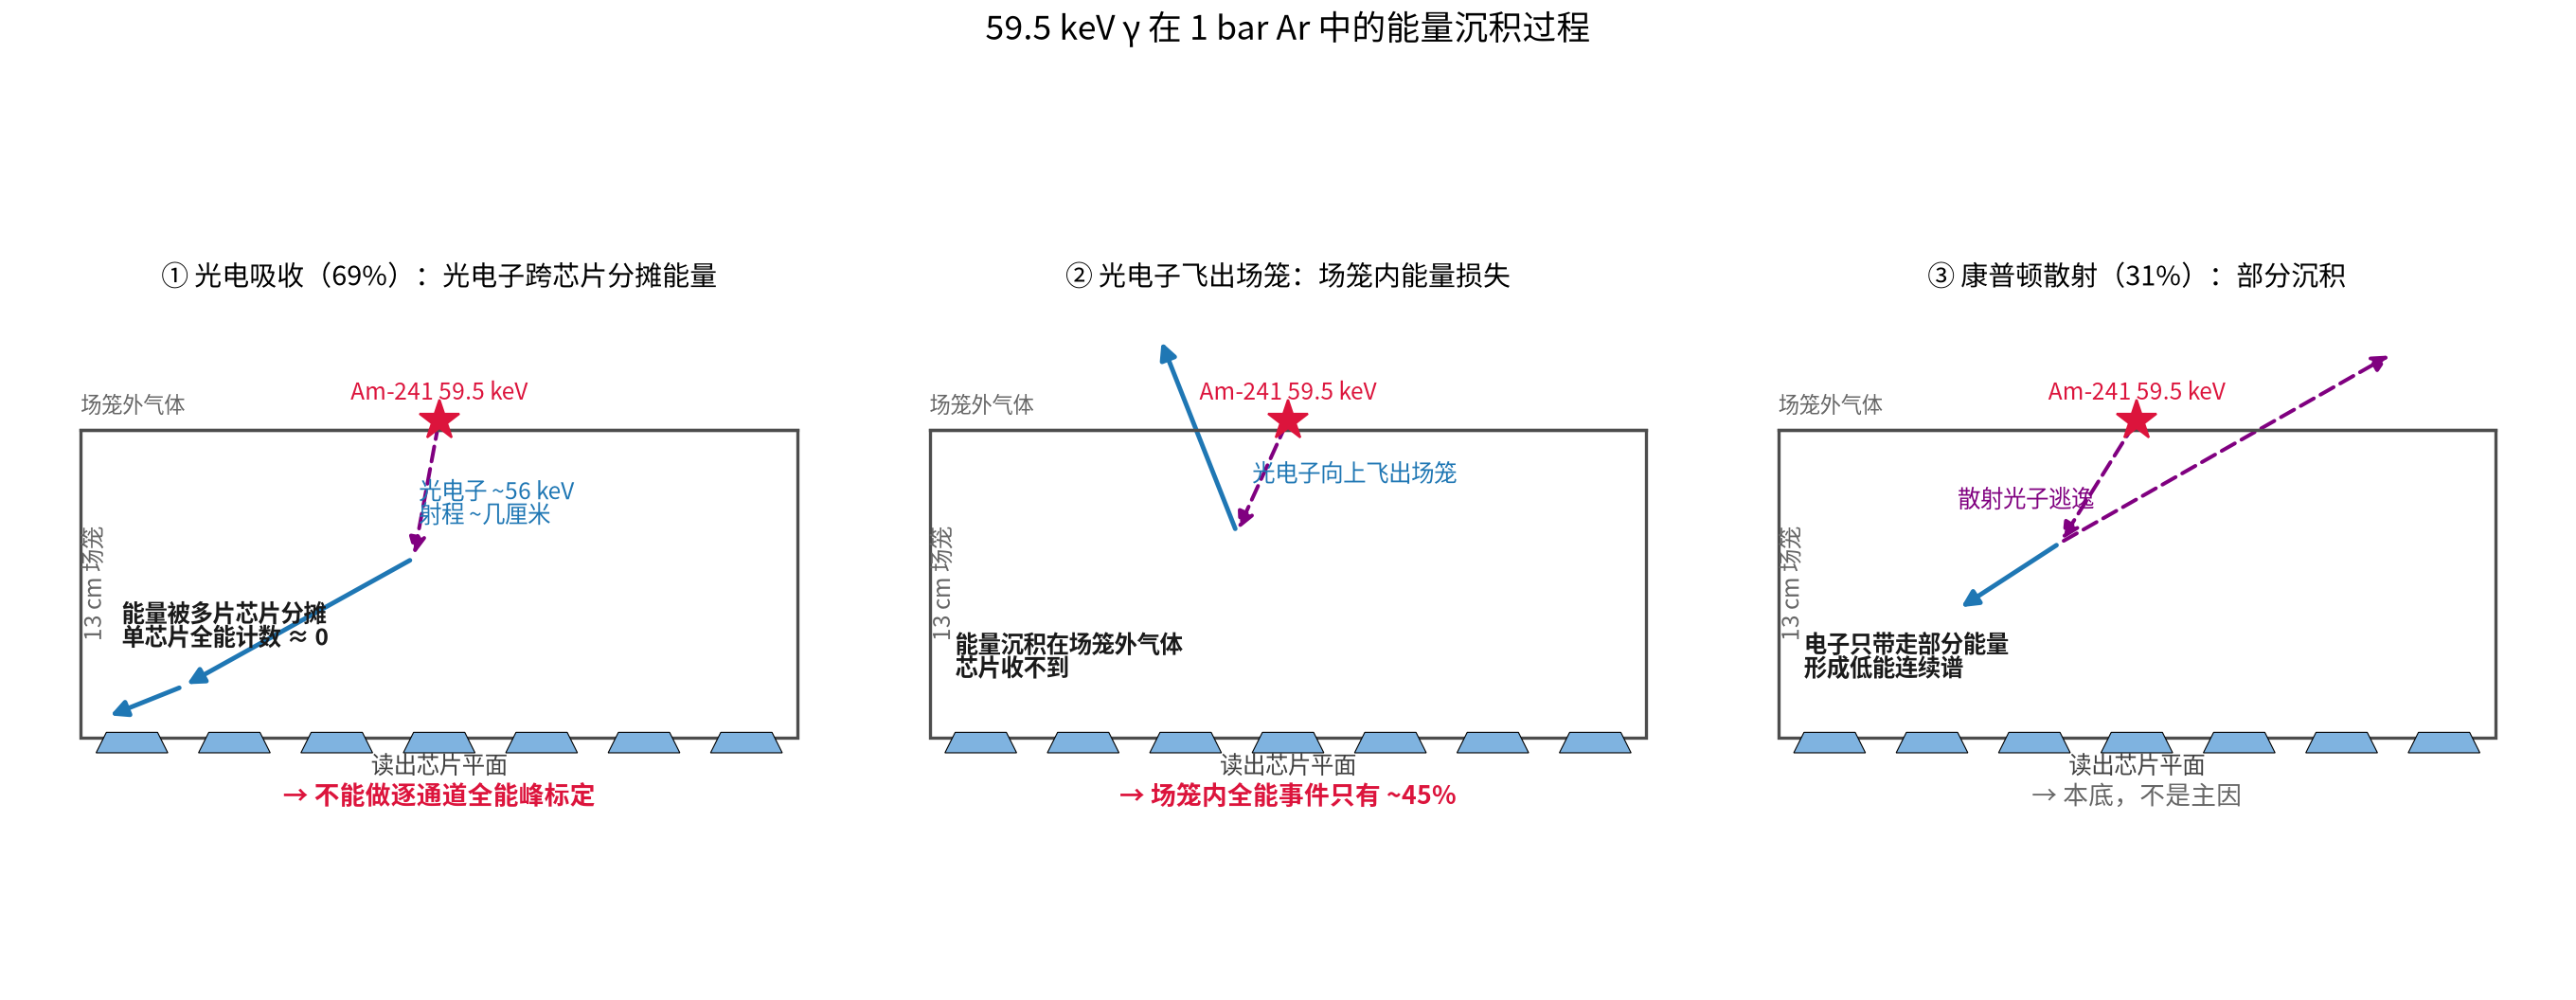 59.5 keV γ 在 1 bar Ar 中的能量沉积过程
① 光电吸收（69%）：光电子跨芯片分摊能量
Am-241 59.5 keV
场笼外气体
光电子 ~56 keV
射程 ~几厘米
13 cm 场笼
能量被多片芯片分摊
单芯片全能计数 ≈ 0
读出芯片平面
→ 不能做逐通道全能峰标定
② 光电子飞出场笼：场笼内能量损失
Am-241 59.5 keV
场笼外气体
光电子向上飞出场笼
13 cm 场笼
能量沉积在场笼外气体
芯片收不到
读出芯片平面
→ 场笼内全能事件只有 ~45%
③ 康普顿散射（31%）：部分沉积
Am-241 59.5 keV
场笼外气体
散射光子逃逸
13 cm 场笼
电子只带走部分能量
形成低能连续谱
读出芯片平面
→ 本底，不是主因